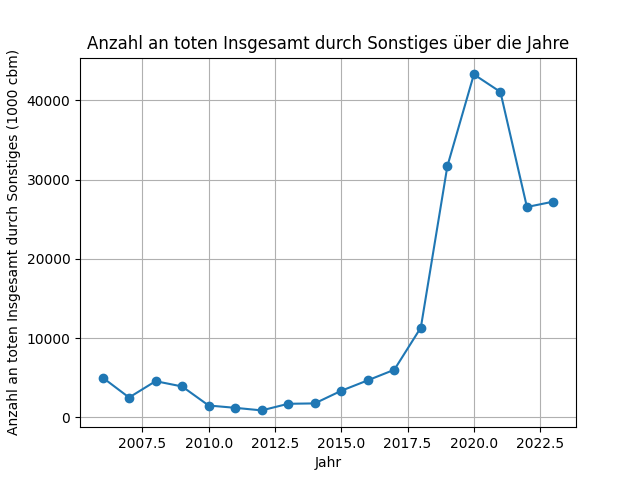 Anzahl an toten Insgesamt durch Sonstiges über die Jahre
Anzahl an toten Insgesamt durch Sonstiges (1000 cbm)
40000
30000
20000
10000
0
2007.5 2010.0 2012.5 2015.0 2017.5 2020.0 2022.5
Jahr